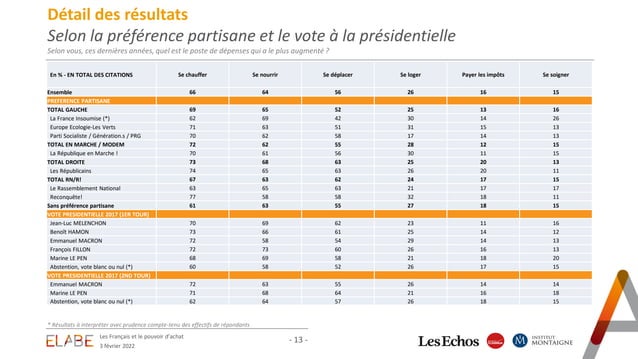 Détail des résultats
Selon la préférence partisane et le vote à la présidentielle
Selon vous, ces dernières années, quel est le poste de dépenses qui a le plus augmenté ?
En % - EN TOTAL DES CITATIONS Se chauffer Se nourrir Se déplacer Se loger Payer les impôts Se soigner
Ensemble 66 64 56 26 16 15
PREFERENCE PARTISANE
TOTAL GAUCHE 69 65 52 25 13 16
La France Insoumise (*) 62 69 42 30 14 26
Europe Ecologie-Les Verts 71 63 51 31 15 13
Parti Socialiste / Génération.s / PRG 70 62 58 17 14 13
TOTAL EN MARCHE / MODEM 72 62 55 28 12 15
La République en Marche ! 70 61 56 30 11 15
TOTAL DROITE 73 68 63 25 20 13
Les Républicains 74 65 63 26 20 11
TOTAL RN/R! 67 63 62 24 17 15
Le Rassemblement National 63 65 63 21 17 17
Reconquête! 77 58 58 32 18 11
Sans préférence partisane 61 63 55 27 18 15
VOTE PRESIDENTIELLE 2017 (1ER TOUR)
Jean-Luc MELENCHON 70 69 62 23 11 16
Benoît HAMON 73 66 61 25 14 12
Emmanuel MACRON 72 58 54 29 14 13
François FILLON 72 73 60 26 16 13
Marine LE PEN 68 69 58 21 18 20
Abstention, vote blanc ou nul (*) 60 58 52 26 17 15
VOTE PRESIDENTIELLE 2017 (2ND TOUR)
Emmanuel MACRON 72 63 55 26 14 14
Marine LE PEN 71 68 64 21 16 18
Abstention, vote blanc ou nul (*) 62 64 57 26 18 15
* Résultats à interpréter avec prudence compte-tenu des effectifs de répondants
ELABE
Les Français et le pouvoir d'achat
3 février 2022
- 13 -
Les Echos
INSTITUT
MONTAIGNE